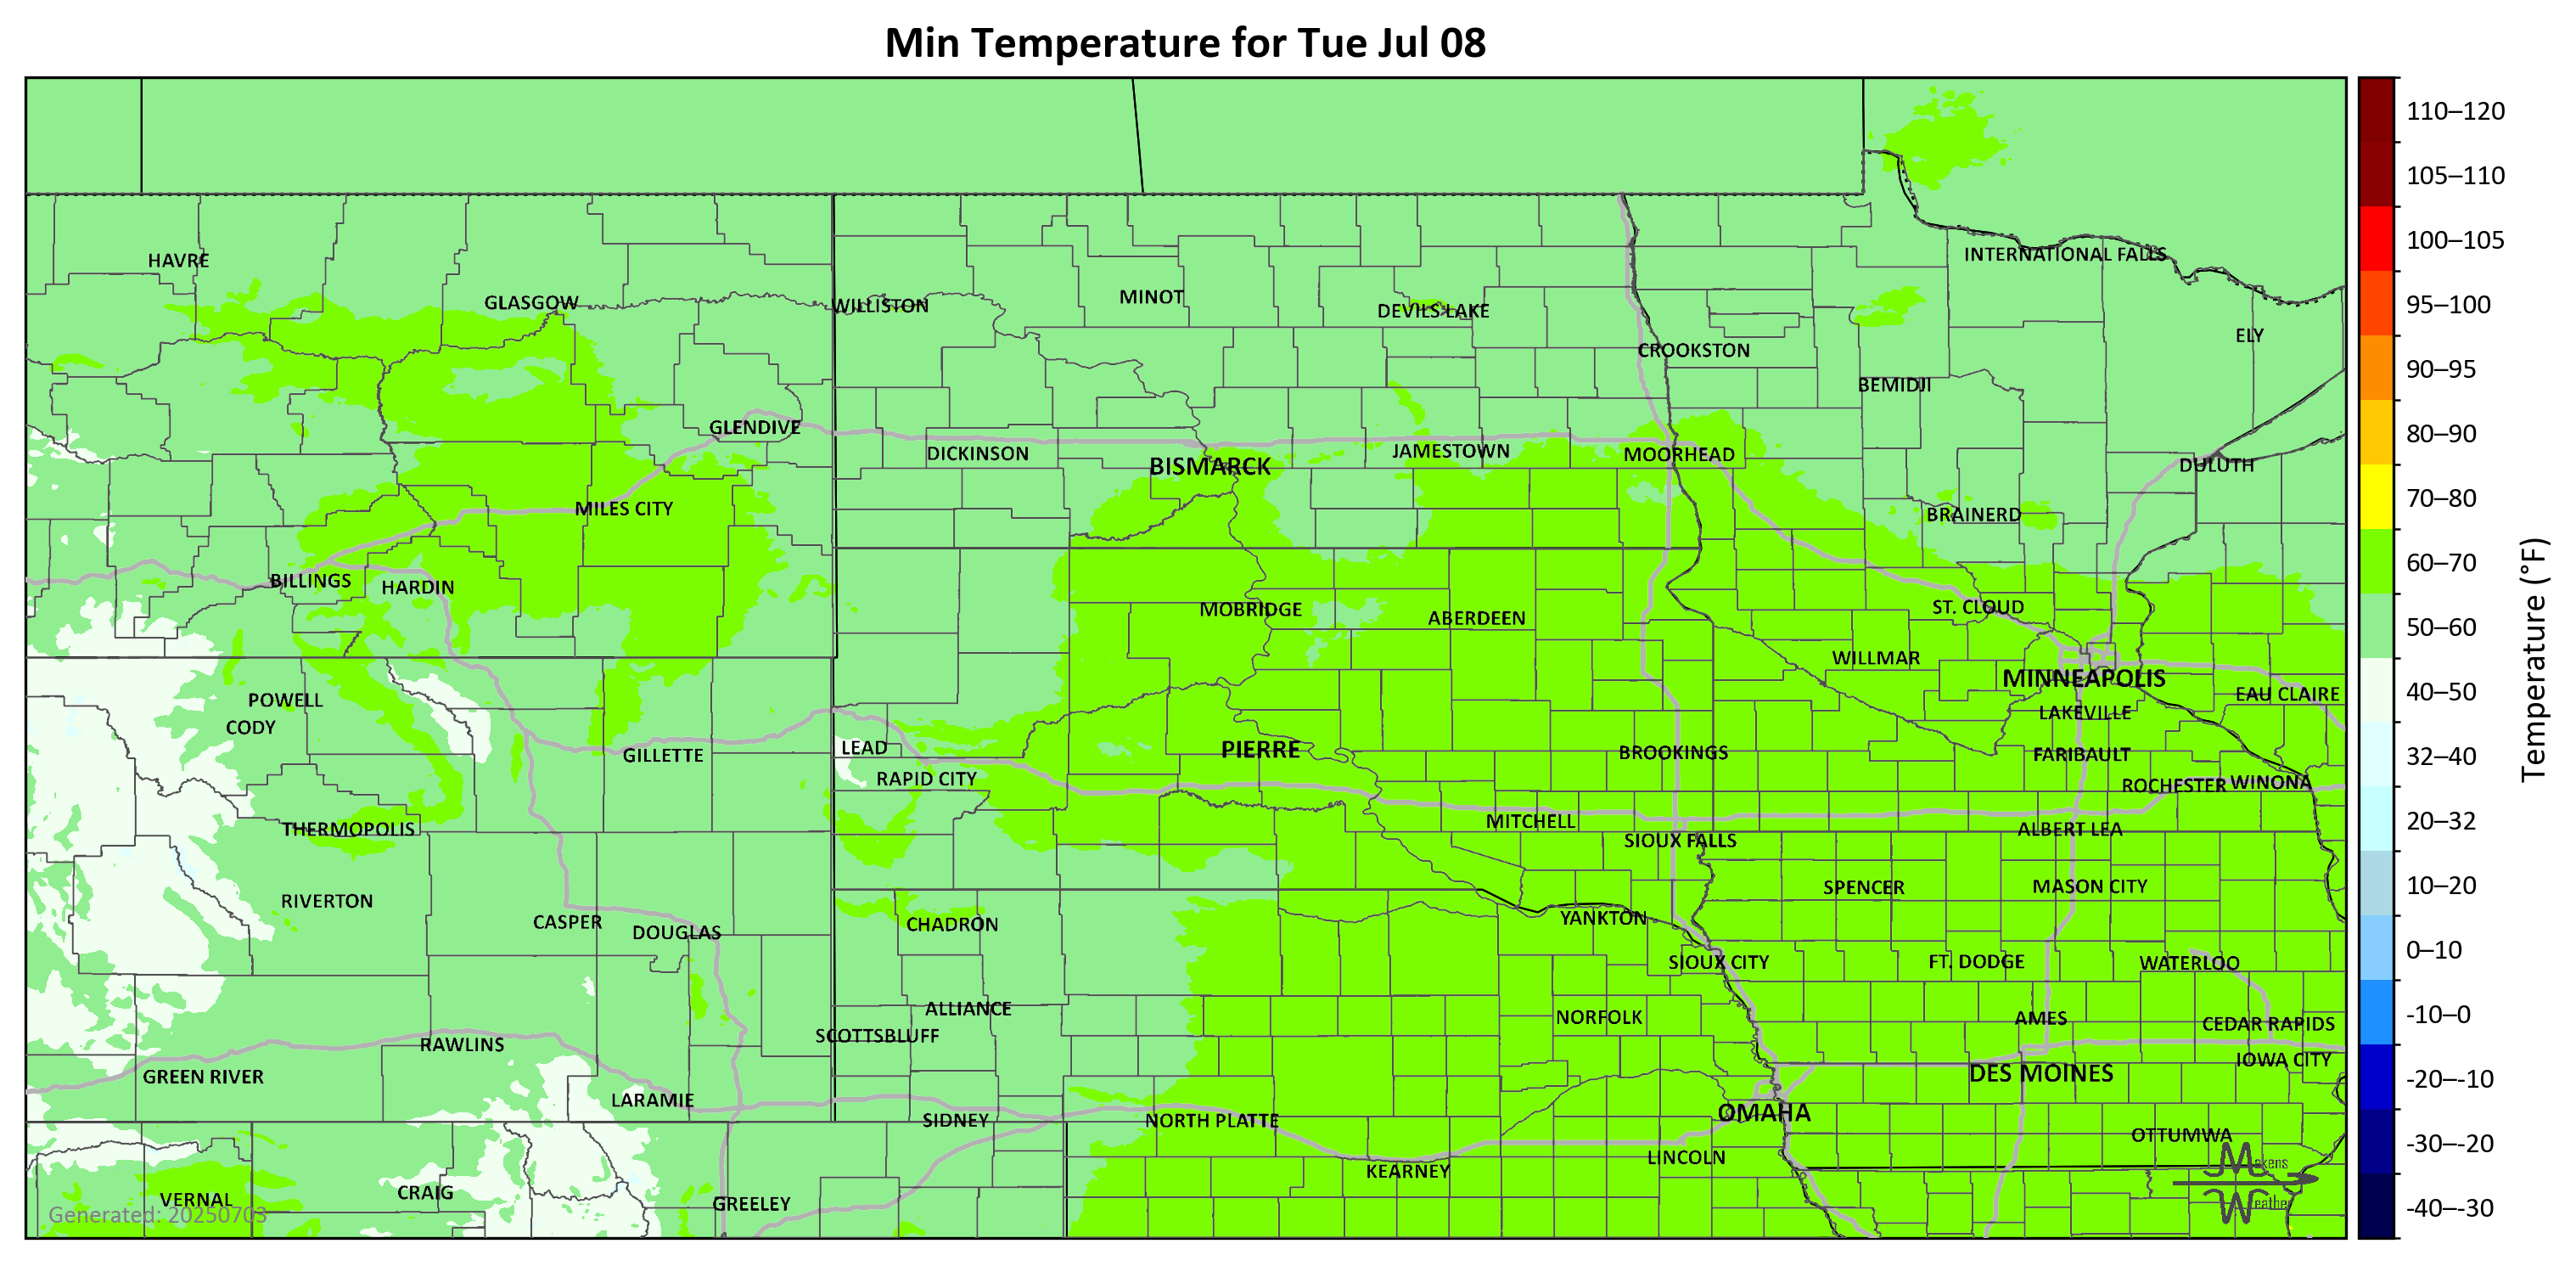 Min Temperature for Tue Jul 08
110–120
105–110
INTERNATIONAL FALLS
100–105
HAVRE
MINOT
GLASGOW
WILLISTON
DEVILS LAKE
95–100
ELY
CROOKSTON
90–95
BEMIDJI
GLENDIVE
80–90
DICKINSON
JAMESTOWN
MOORHEAD
BISMARCK
DULUTH
70–80
MILES CITY
BRAINERD
60–70
BILLINGS
HARDIN
MOBRIDGE
ABERDEEN
ST. CLOUD
50–60
WILLMAR
MINNEAPOLIS
EAU CLAIRE
40–50
POWELL
CODY
LAKEVILLE
Temperature (°F)
LEAD
GILLETTE
PIERRE
BROOKINGS
FARIBAULT
32–40
RAPID CITY
ROCHESTER
WINONA
THERMOPOLIS
MITCHELL
ALBERT LEA
20–32
SIOUX FALLS
RIVERTON
SPENCER
MASON CITY
10–20
CASPER
DOUGLAS
CHADRON
YANKTON
0–10
SIOUX CITY
FT. DODGE
WATERLOO
ALLIANCE
NORFOLK
AMES
CEDAR RAPIDS
-10–0
SCOTTSBLUFF
RAWLINS
IOWA CITY
GREEN RIVER
DES MOINES
-20–-10
LARAMIE
SIDNEY
NORTH PLATTE
OMAHA
OTTUMWA
-30–-20
LINCOLN
KEARNEY
Makens
VERNAL
CRAIG
GREELEY
Weather
-40–-30
Generated: 20250703